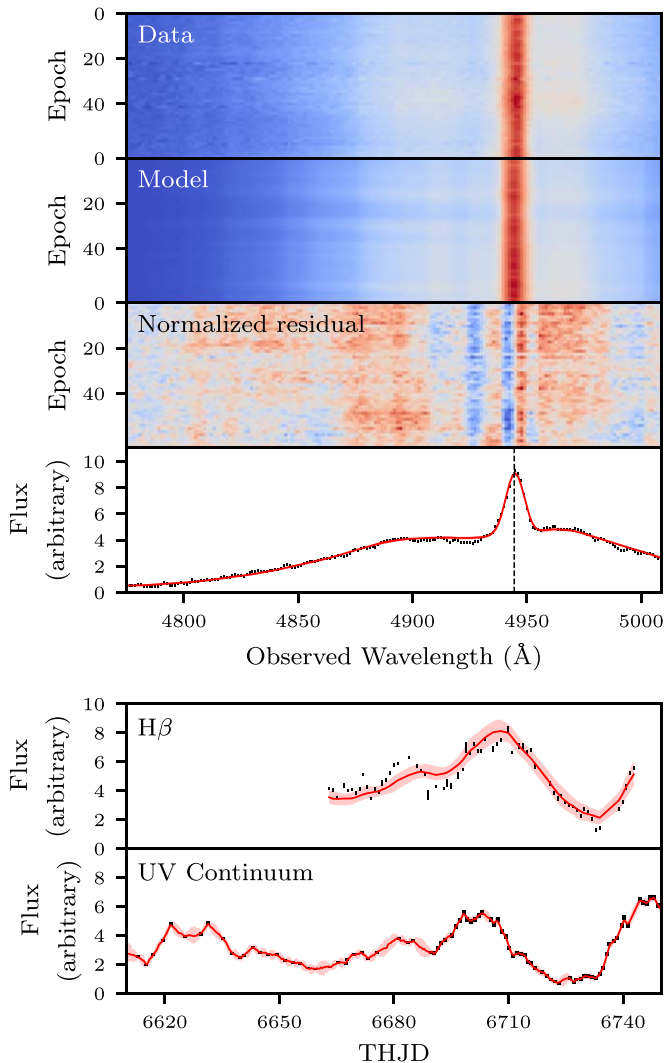 0
Data
20
Epoch
40
0
Model
20
Epoch
40
0
Normalized residual
20
Epoch
40
10
8
6
4
2
0
Flux
(arbitrary)
4800 4850 4900 4950 5000
Observed Wavelength (Å)
10
Hβ
8
6
4
2
0
Flux
(arbitrary)
UV Continuum
8
6
4
2
0
Flux
(arbitrary)
6620 6650 6680 6710 6740
THJD